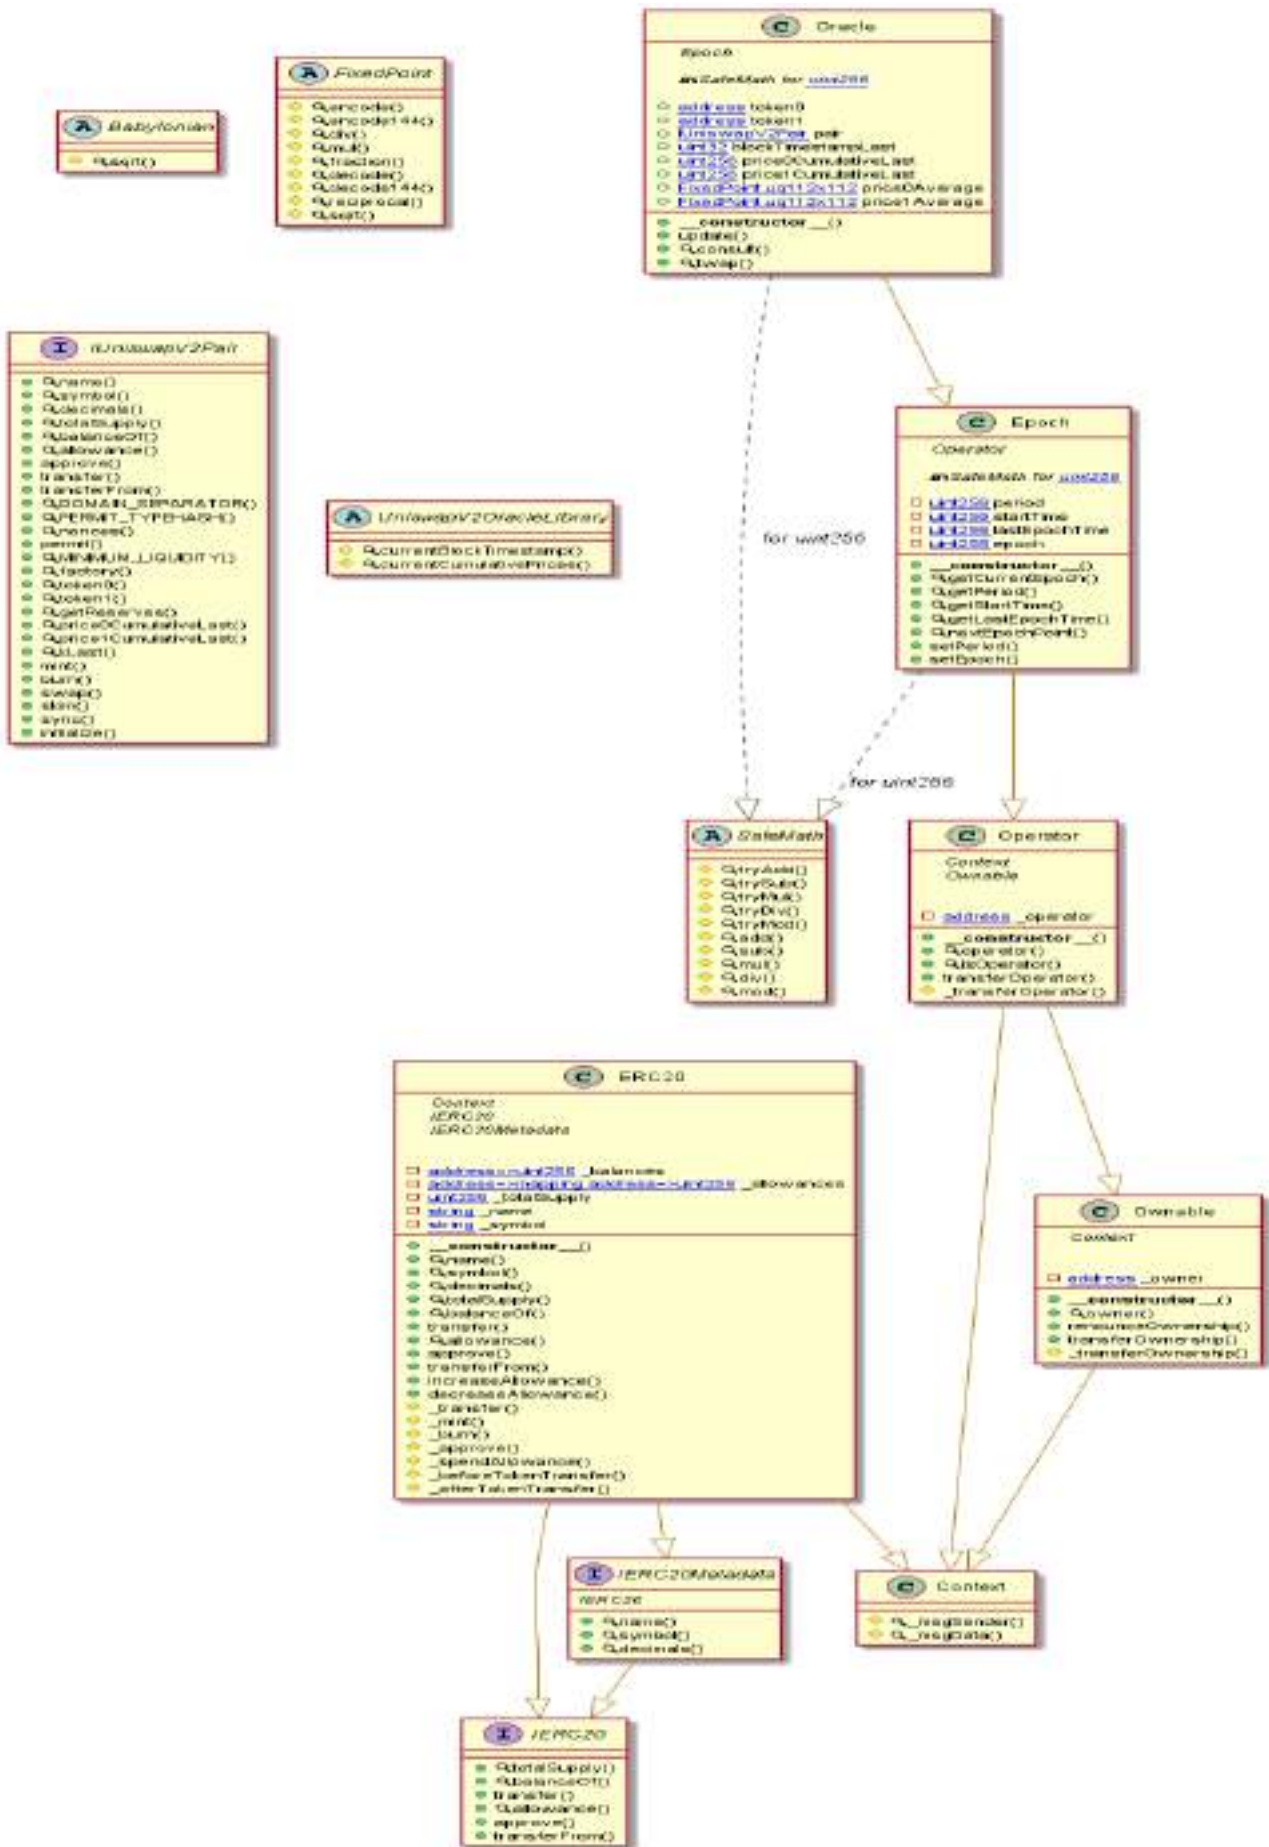 Oracle
Epoch
SafeMath for uint256
address token0
address token1
IUniswapV2Pair pair
uint32 blockTimestampLast
uint256 price0CumulativeLast
uint256 price1CumulativeLast
FixedPoint.uq112x112 price0Average
FixedPoint.uq112x112 price1Average
__constructor__()
update()
consult()
twap()
FixedPoint
encode()
encode144()
div()
mul()
fraction()
decode()
decode144()
reciprocal()
sqrt()
Babylonian
sqrt()
IUniswapV2Pair
name()
symbol()
decimals()
totalSupply()
balanceOf()
allowance()
approve()
transfer()
transferFrom()
DOMAIN_SEPARATOR()
PERMIT_TYPEHASH()
nonces()
permit()
MINIMUM_LIQUIDITY()
factory()
token0()
token1()
getReserves()
price0CumulativeLast()
price1CumulativeLast()
kLast()
mint()
burn()
swap()
skim()
sync()
initialize()
UniswapV2OracleLibrary
currentBlockTimestamp()
currentCumulativePrices()
Epoch
Operator
SafeMath for uint256
uint256 period
uint256 startTime
uint256 lastEpochTime
uint256 epoch
__constructor__()
getCurrentEpoch()
getPeriod()
getStartTime()
getLastEpochTime()
nextEpochPoint()
setPeriod()
setEpoch()
for uint256
for uint256
SafeMath
tryAdd()
trySub()
tryMul()
tryDiv()
tryMod()
add()
sub()
mul()
div()
mod()
Operator
Context
Ownable
address _operator
__constructor__()
operator()
isOperator()
transferOperator()
_transferOperator()
ERC20
Context
IERC20
IERC20Metadata
address=>uint256 _balances
address=>mapping address=>uint256 _allowances
uint256 _totalSupply
string _name
string _symbol
__constructor__()
name()
symbol()
decimals()
totalSupply()
balanceOf()
transfer()
allowance()
approve()
transferFrom()
increaseAllowance()
decreaseAllowance()
_transfer()
_mint()
_burn()
_approve()
_spendAllowance()
_beforeTokenTransfer()
_afterTokenTransfer()
Ownable
Context
address _owner
__constructor__()
owner()
renounceOwnership()
transferOwnership()
_transferOwnership()
IERC20Metadata
IERC20
name()
symbol()
decimals()
Context
_msgSender()
_msgData()
IERC20
totalSupply()
balanceOf()
transfer()
allowance()
approve()
transferFrom()